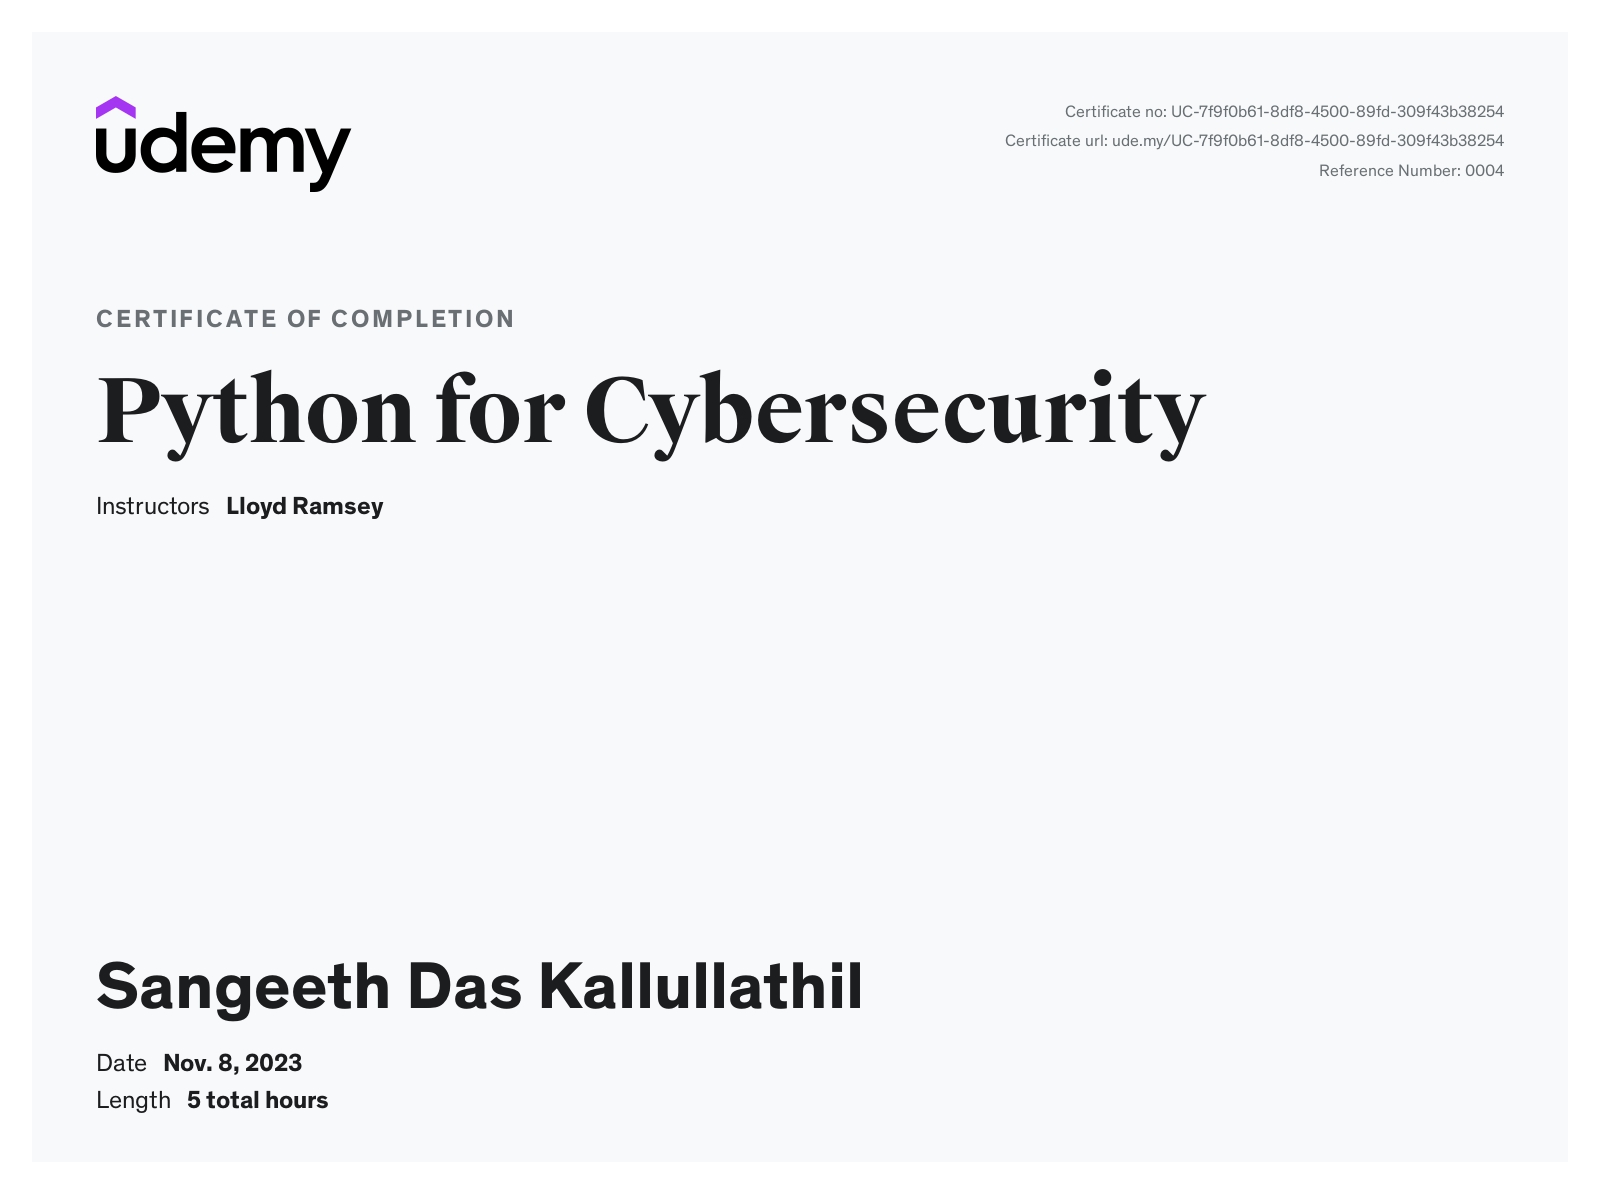 udemy
Certificate no: UC-7f9f0b61-8df8-4500-89fd-309f43b38254
Certificate url: ude.my/UC-7f9f0b61-8df8-4500-89fd-309f43b38254
Reference Number: 0004
CERTIFICATE OF COMPLETION
Python for Cybersecurity
Instructors Lloyd Ramsey
Sangeeth Das Kallullathil
Date Nov. 8, 2023
Length 5 total hours